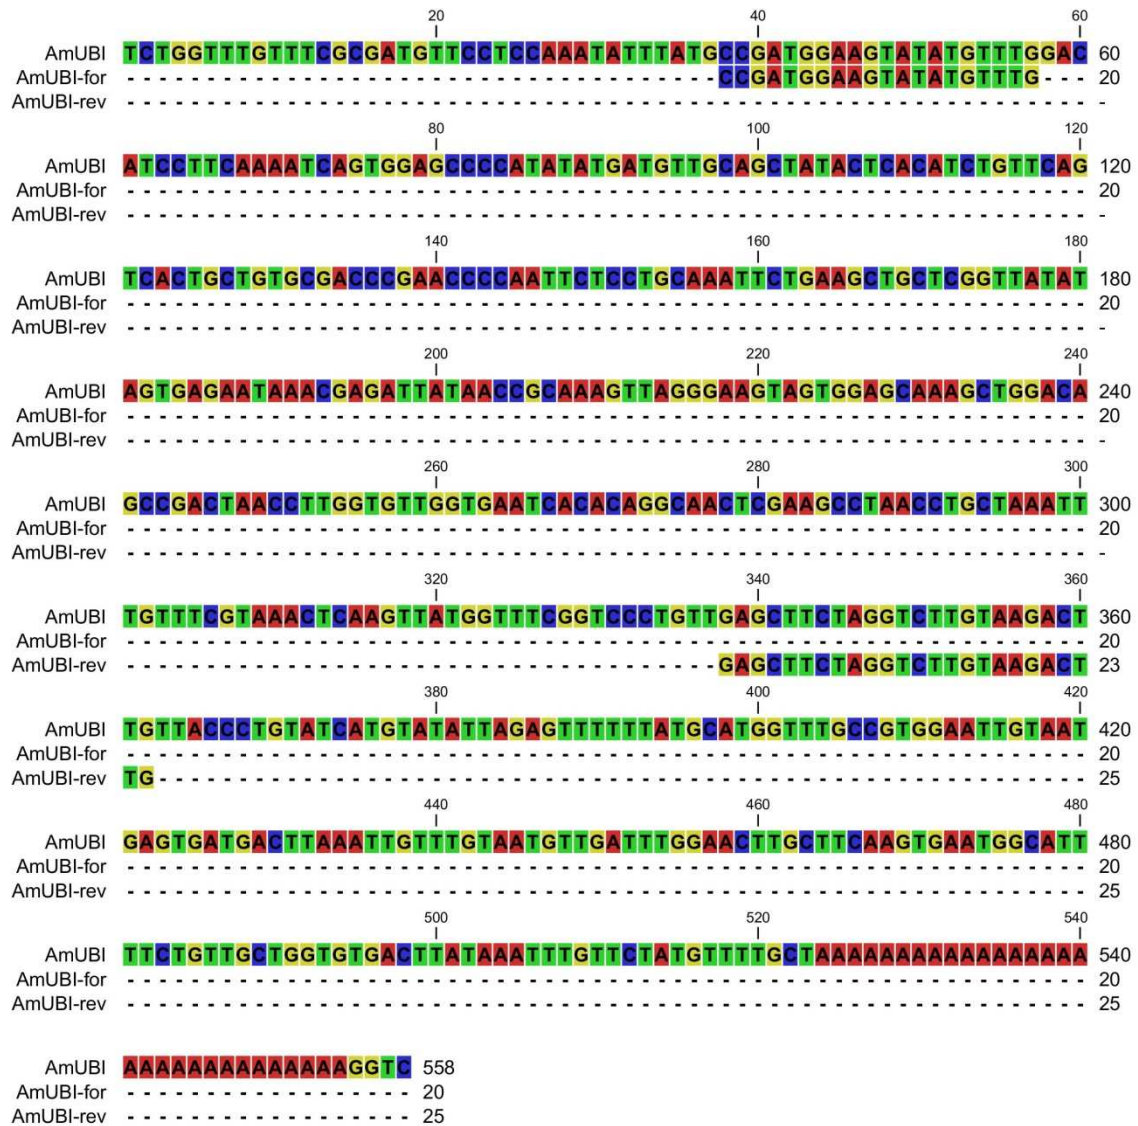 20 40 60
AmUBI TCTGGTTTGTTTCGCGATGTTCCTCCAAATATTTATGCCGATGGAAGTATATGTTTGGAC 60
AmUBI-for -------------------------------------CCGATGGAAGTATATGTTTG--- 20
AmUBI-rev ------------------------------------------------------------ -
80 100 120
AmUBI ATCCTTCAAAATCAGTGGAGCCCCATATATGATGTTGCAGCTATACTCACATCTGTTCAG 120
AmUBI-for ------------------------------------------------------------ 20
AmUBI-rev ------------------------------------------------------------ -
140 160 180
AmUBI TCACTGCTGTGCGACCCGAACCCCAATTCTCCTGCAAATTCTGAAGCTGCTCGGTTATAT 180
AmUBI-for ------------------------------------------------------------ 20
AmUBI-rev ------------------------------------------------------------ -
200 220 240
AmUBI AGTGAGAATAAACGAGATTATAACCGCAAAGTTAGGGAAGTAGTGGAGCAAAGCTGGACA 240
AmUBI-for ------------------------------------------------------------ 20
AmUBI-rev ------------------------------------------------------------ -
260 280 300
AmUBI GCCGACTAACCTTGGTGTTGGTGAATCACACAGGCAACTCGAAGCCTAACCTGCTAAATT 300
AmUBI-for ------------------------------------------------------------ 20
AmUBI-rev ------------------------------------------------------------ -
320 340 360
AmUBI TGTTTCGTAAACTCAAGTTATGGTTTCGGTCCCTGTTGAGCTTCTAGGTCTTGTAAGACT 360
AmUBI-for ------------------------------------------------------------ 20
AmUBI-rev -------------------------------------GAGCTTCTAGGTCTTGTAAGACT 23
380 400 420
AmUBI TGTTACCCTGTATCATGTATATTAGAGTTTTTTATGCATGGTTTGCCGTGGAATTGTAAT 420
AmUBI-for ------------------------------------------------------------ 20
AmUBI-rev TG---------------------------------------------------------- 25
440 460 480
AmUBI GAGTGATGACTTAAATTGTTTGTAATGTTGATTTGGAACTTGCTTCAAGTGAATGGCATT 480
AmUBI-for ------------------------------------------------------------ 20
AmUBI-rev ------------------------------------------------------------ 25
500 520 540
AmUBI TTCTGTTGCTGGTGTGACTTATAAATTTGTTCTATGTTTTGCTAAAAAAAAAAAAAAAAA 540
AmUBI-for ------------------------------------------------------------ 20
AmUBI-rev ------------------------------------------------------------ 25
AmUBI AAAAAAAAAAAAAAGGTC 558
AmUBI-for ------------------ 20
AmUBI-rev ------------------ 25